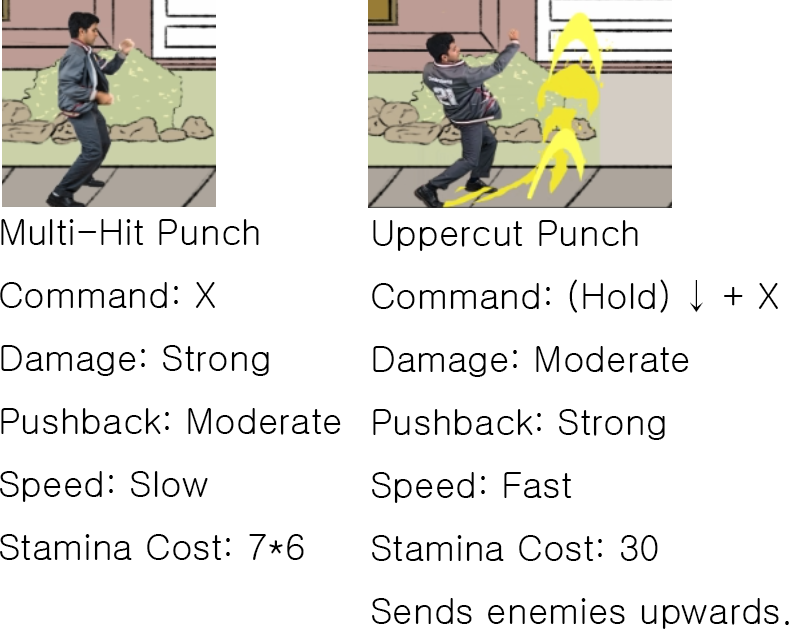 21
Multi-Hit Punch
Command: X
Damage: Strong
Pushback: Moderate
Speed: Slow
Stamina Cost: 7*6
Uppercut Punch
Command: (Hold) ↓ + X
Damage: Moderate
Pushback: Strong
Speed: Fast
Stamina Cost: 30
Sends enemies upwards.